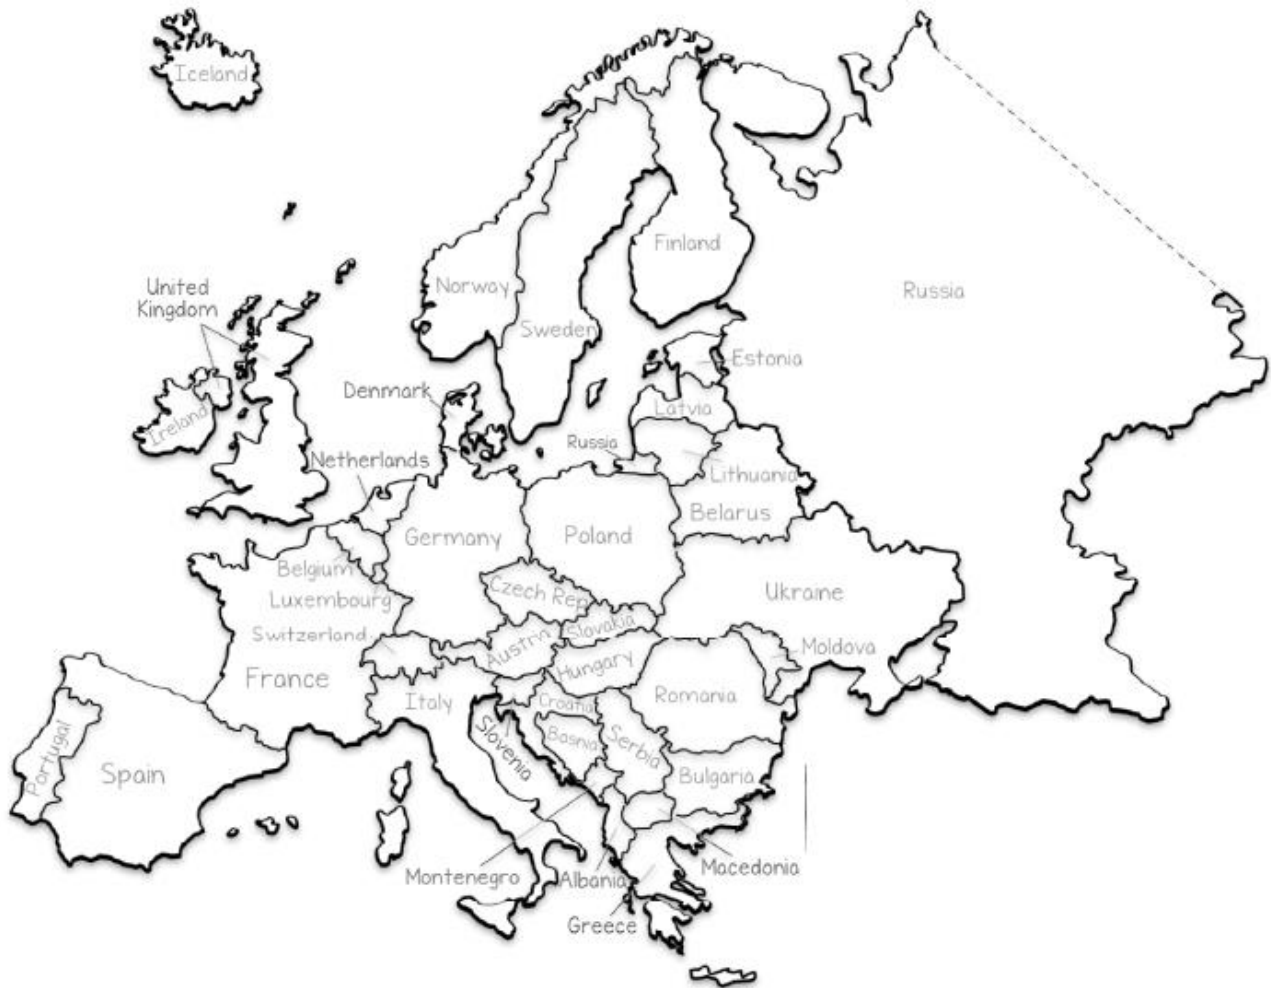 Iceland
Finland
United
Kingdom
Norway
Russia
Sweden
Estonia
Denmark
Latvia
Ireland
Russia
Netherlands
Lithuania
Belarus
Germany
Poland
Belgium
Czech Rep
Ukraine
Luxembourg
Slovakia
Switzerland
Austria
Moldova
Hungary
France
Romania
Italy
Croatia
Slovenia
Bosnia
Serbia
Portugal
Spain
Bulgaria
Montenegro
Albania
Macedonia
Greece